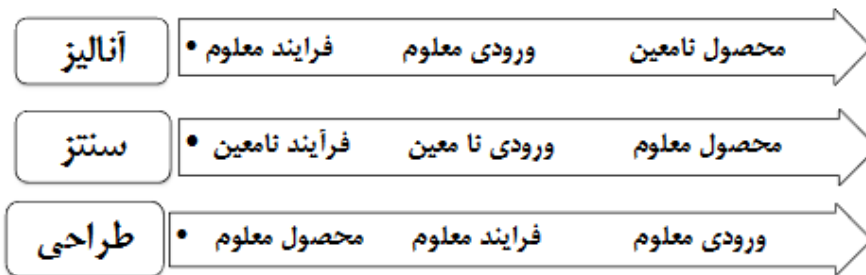 آنالیز
• فرایند معلوم ورودی معلوم محصول نامعین
سنتز
• فرآیند نامعین ورودی نا معین محصول معلوم
طراحی
• محصول معلوم فرایند معلوم ورودی معلوم